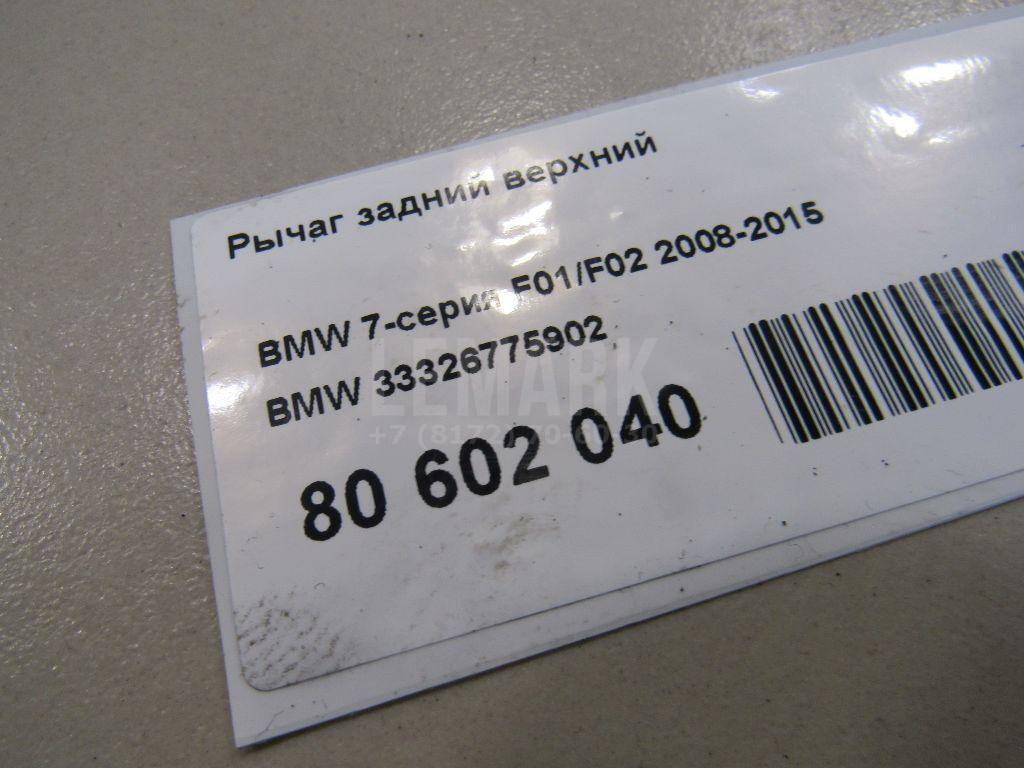 Рычаг задний верхний
BMW 7-серия F01/F02 2008-2015
BMW 33326775902
LEMARK
80 602 040